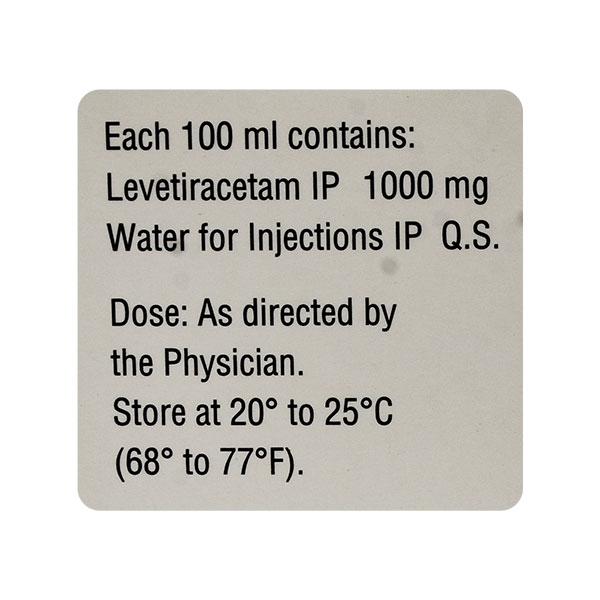 Each 100 ml contains:
Levetiracetam IP 1000 mg
Water for Injections IP Q.S.
Dose: As directed by
the Physician.
Store at 20° to 25°C
(68° to 77°F).